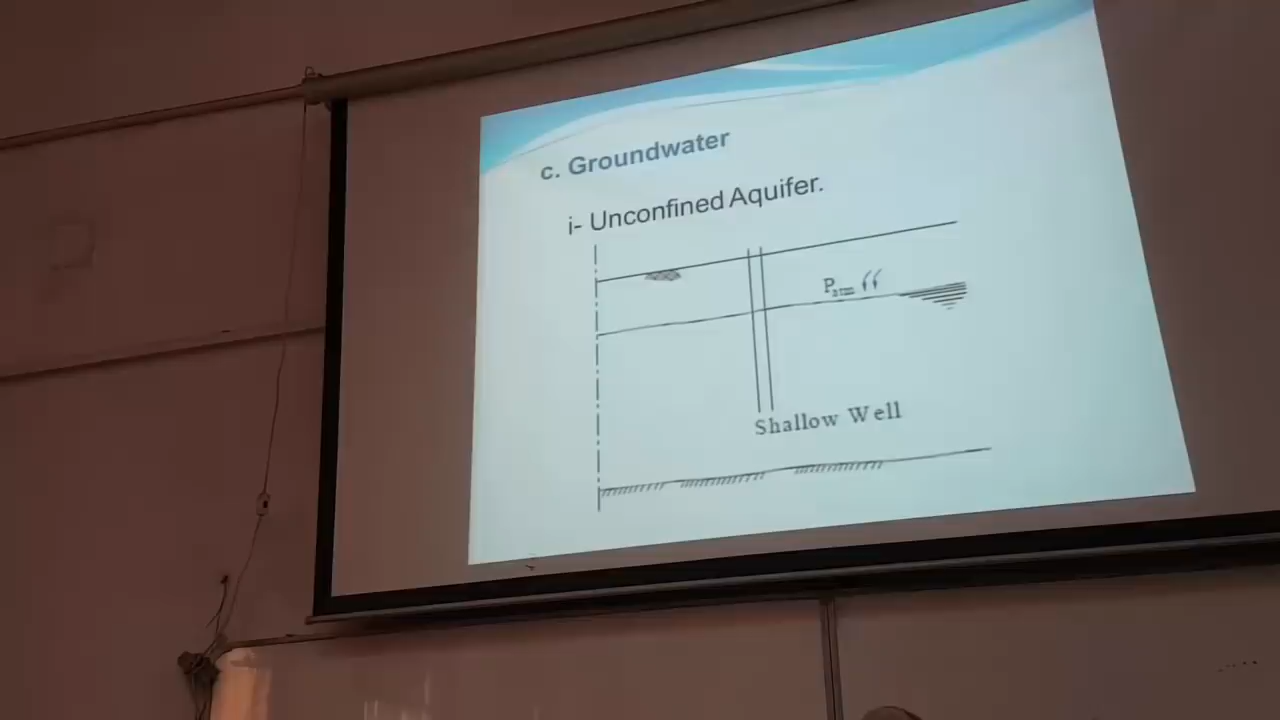 c. Groundwater
i- Unconfined Aquifer.
Patm
Shallow Well